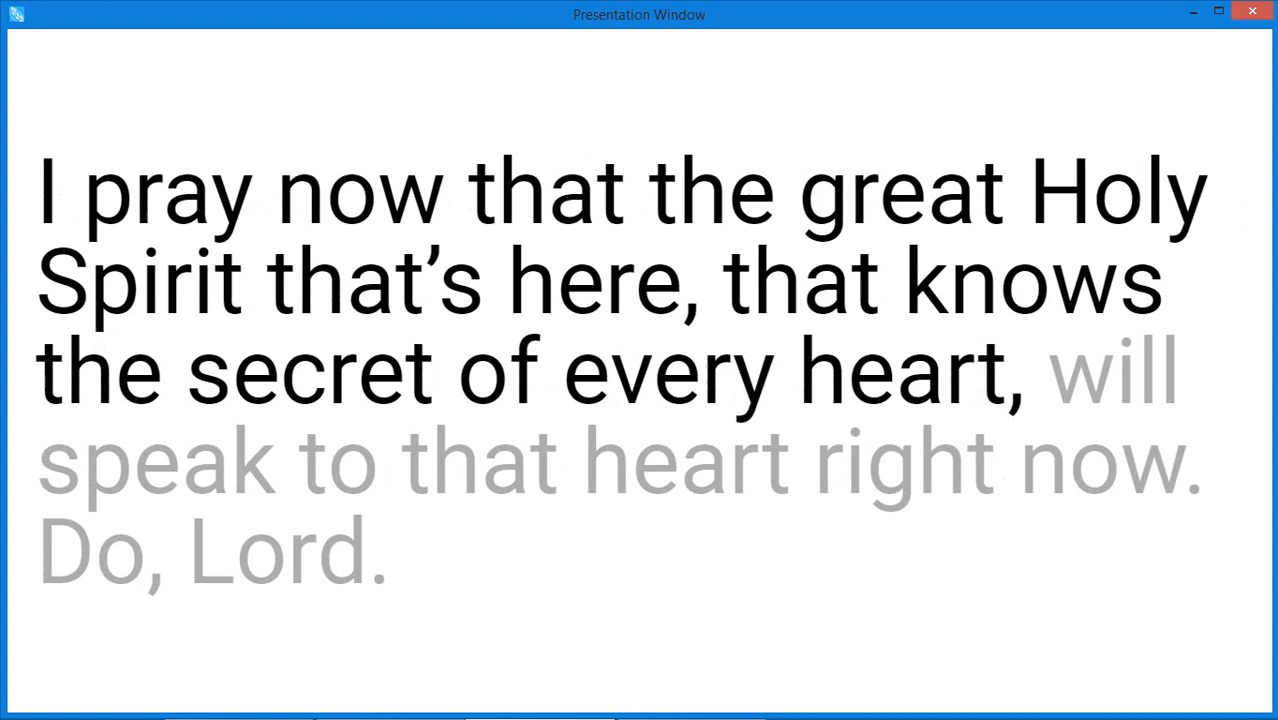 Presentation Window
I pray now that the great Holy
Spirit that’s here, that knows
the secret of every heart, will
speak to that heart right now.
Do, Lord.